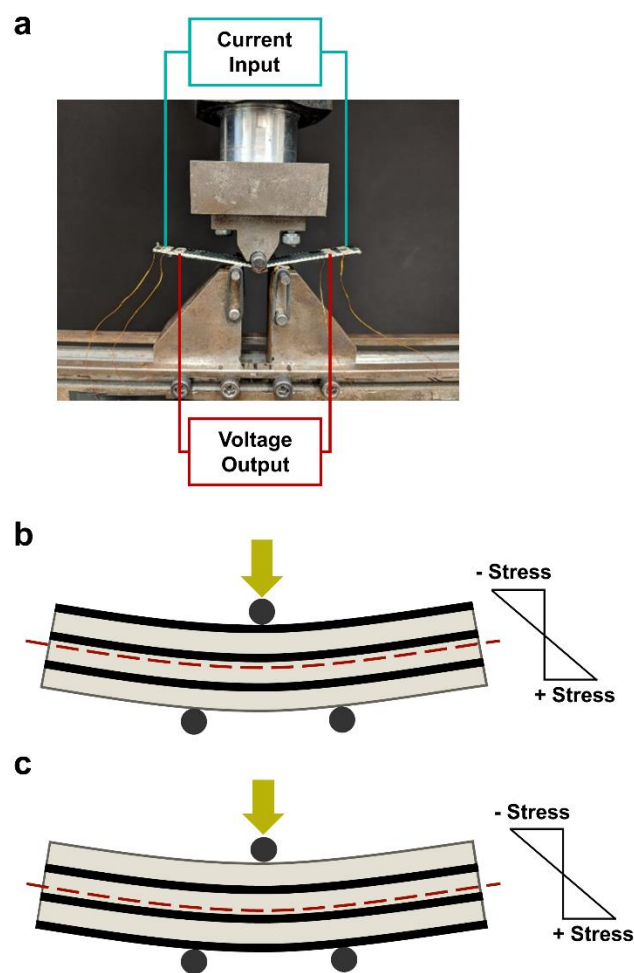 a
Current
Input
Voltage
Output
b
- Stress
+ Stress
c
- Stress
+ Stress